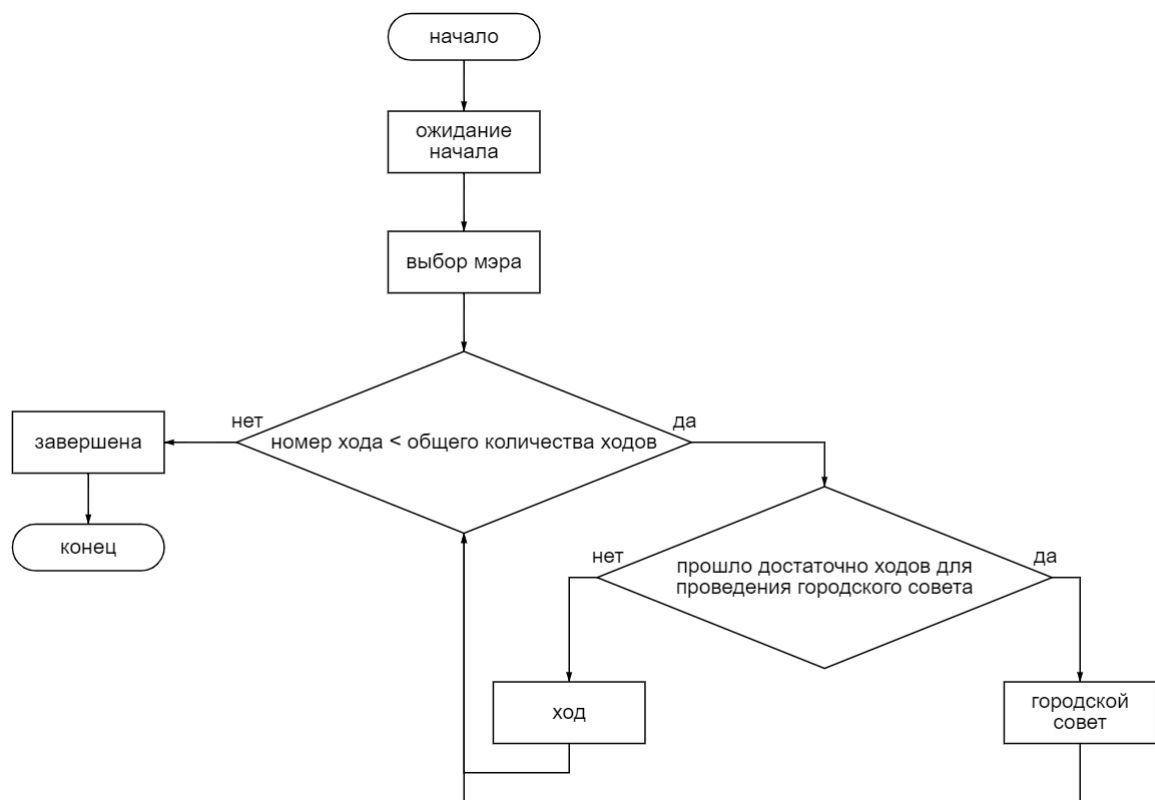 начало
ожидание
начала
выбор мэра
нет
да
завершена
номер хода < общего количества ходов
конец
нет
да
прошло достаточно ходов для
проведения городского совета
ход
городской
совет